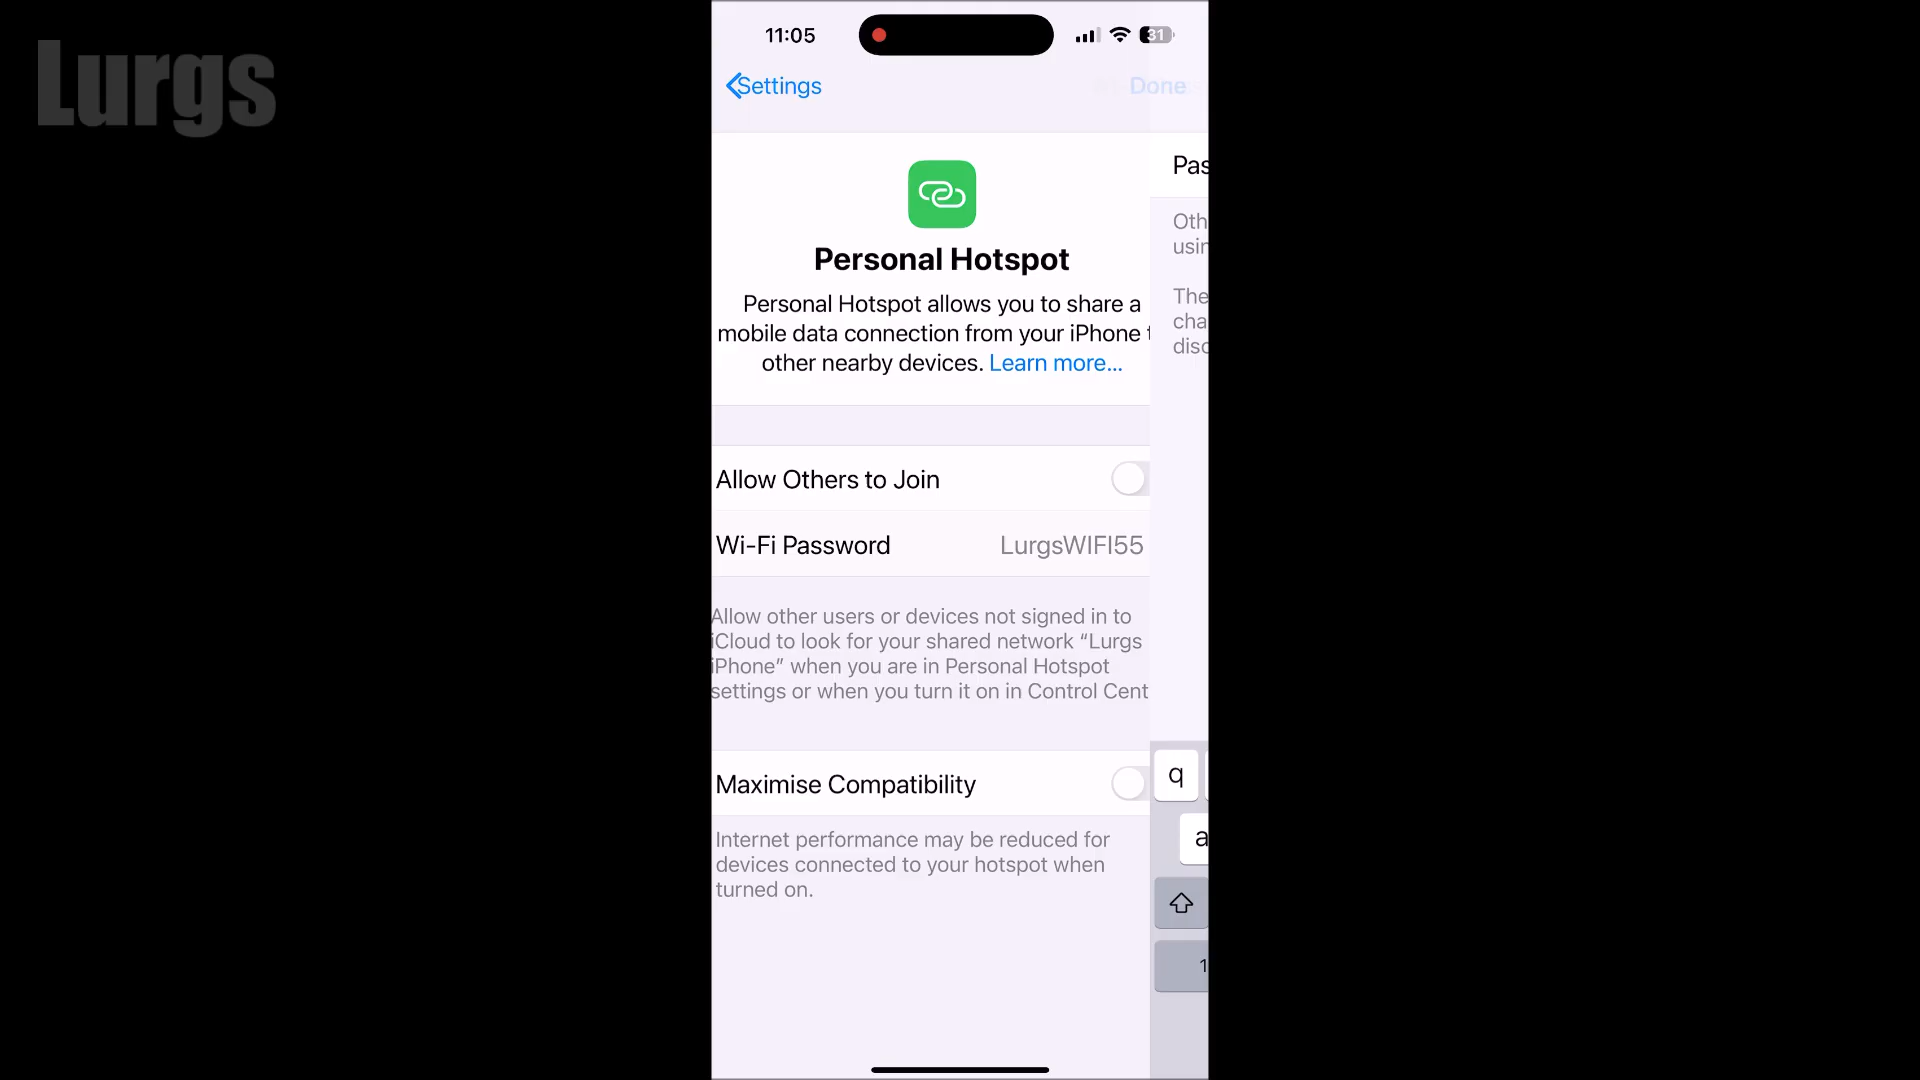 Lurgs
11:05
31
Settings
Done
Personal Hotspot
Personal Hotspot allows you to share a
mobile data connection from your iPhone t
other nearby devices. Learn more...
Allow Others to Join
Wi-Fi Password LurgsWIFI55
Allow other users or devices not signed in to
iCloud to look for your shared network “Lurgs
iPhone” when you are in Personal Hotspot
settings or when you turn it on in Control Cent
Maximise Compatibility
Internet performance may be reduced for
devices connected to your hotspot when
turned on.
Pas
Oth
usin
The
cha
disc
q
a
1